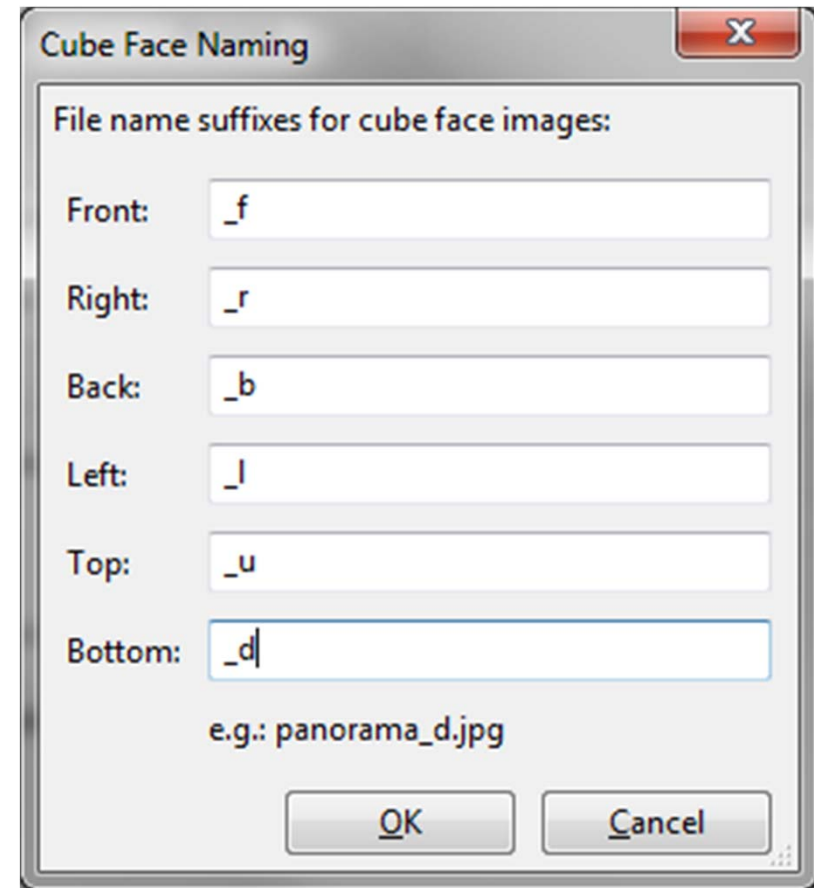 Cube Face Naming
File name suffixes for cube face images:
Front: _f
Right: _r
Back: _b
Left: _l
Top: _u
Bottom: _d
e.g.: panorama_d.jpg
OK Cancel